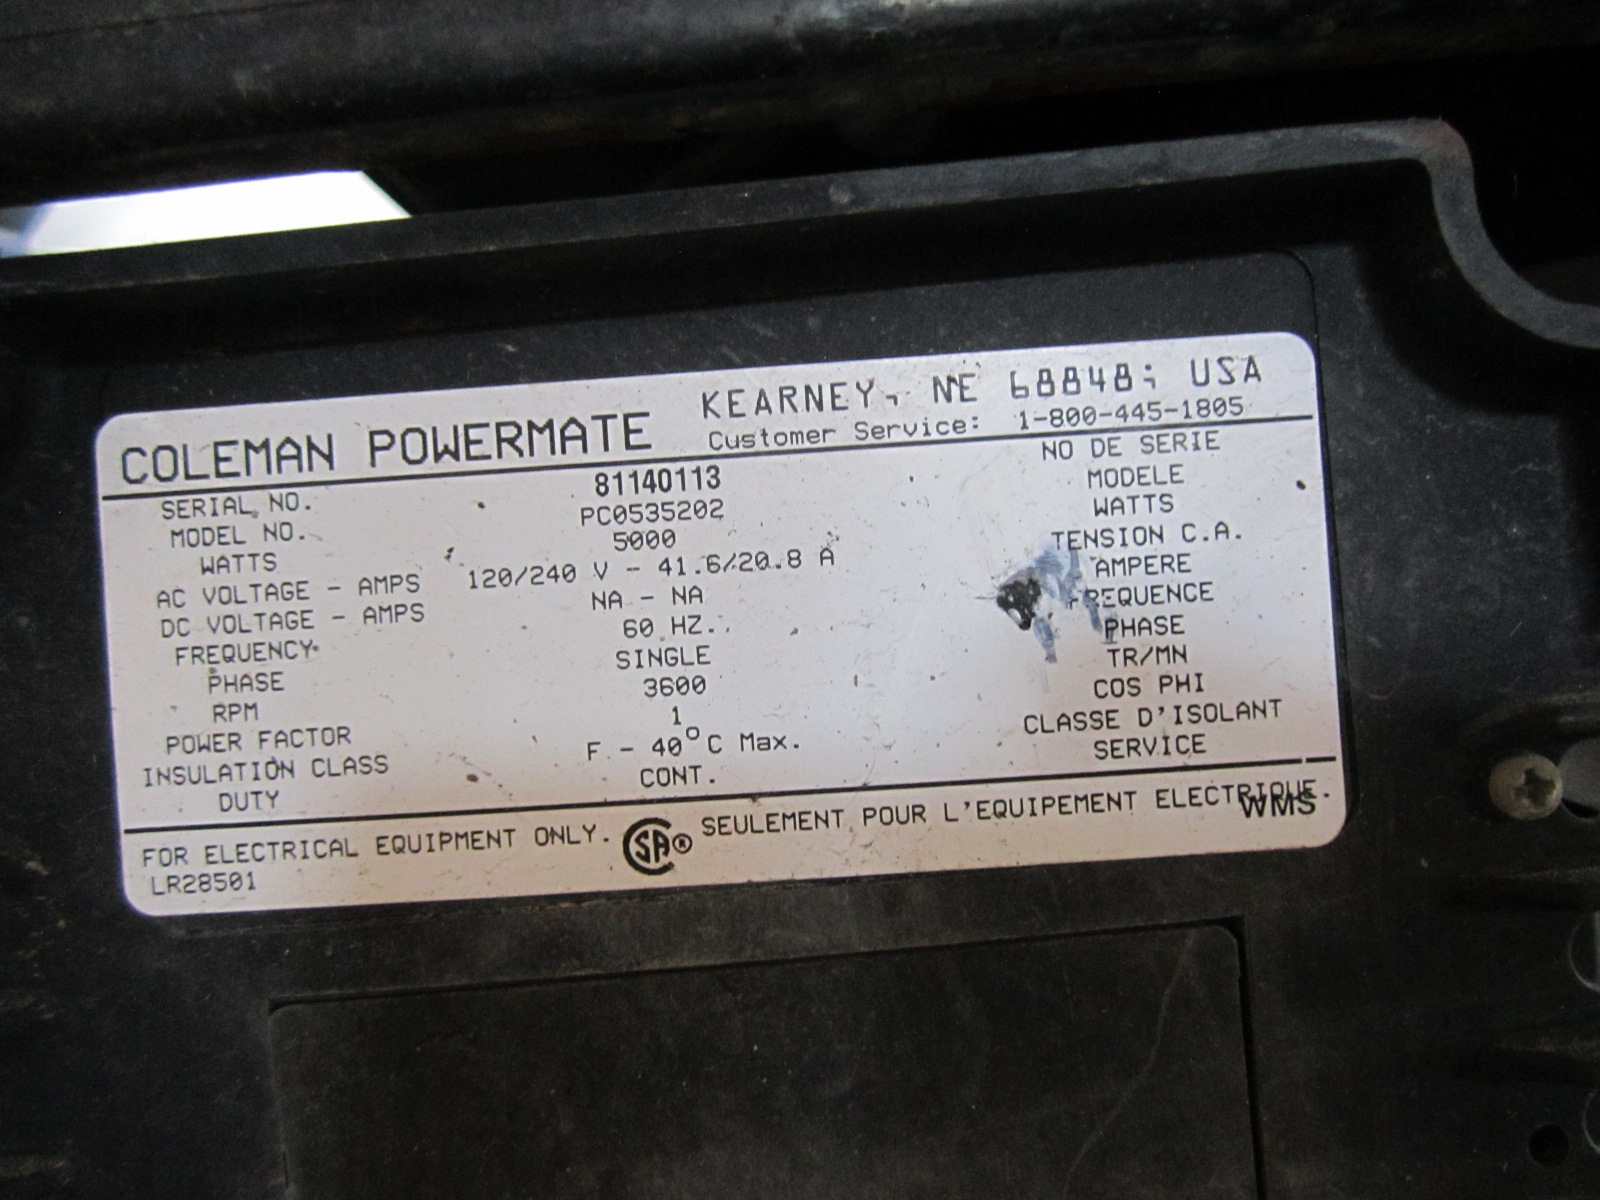 COLEMAN POWERMATE KEARNEY, NE 68848; USA
Customer Service: 1-800-445-1805
SERIAL NO. 81140113 NO DE SERIE
MODEL NO. PC0535202 MODELE
WATTS 5000 WATTS
AC VOLTAGE - AMPS 120/240 V - 41.6/20.8 A TENSION C.A.
DC VOLTAGE - AMPS NA - NA AMPERE
FREQUENCY 60 HZ. FREQUENCE
PHASE SINGLE PHASE
RPM 3600 TR/MN
POWER FACTOR 1 COS PHI
INSULATION CLASS F - 40°C Max. CLASSE D'ISOLANT
DUTY CONT. SERVICE
FOR ELECTRICAL EQUIPMENT ONLY. SA® SEULEMENT POUR L'EQUIPEMENT ELECTRIQUE.
LR28501 WMS